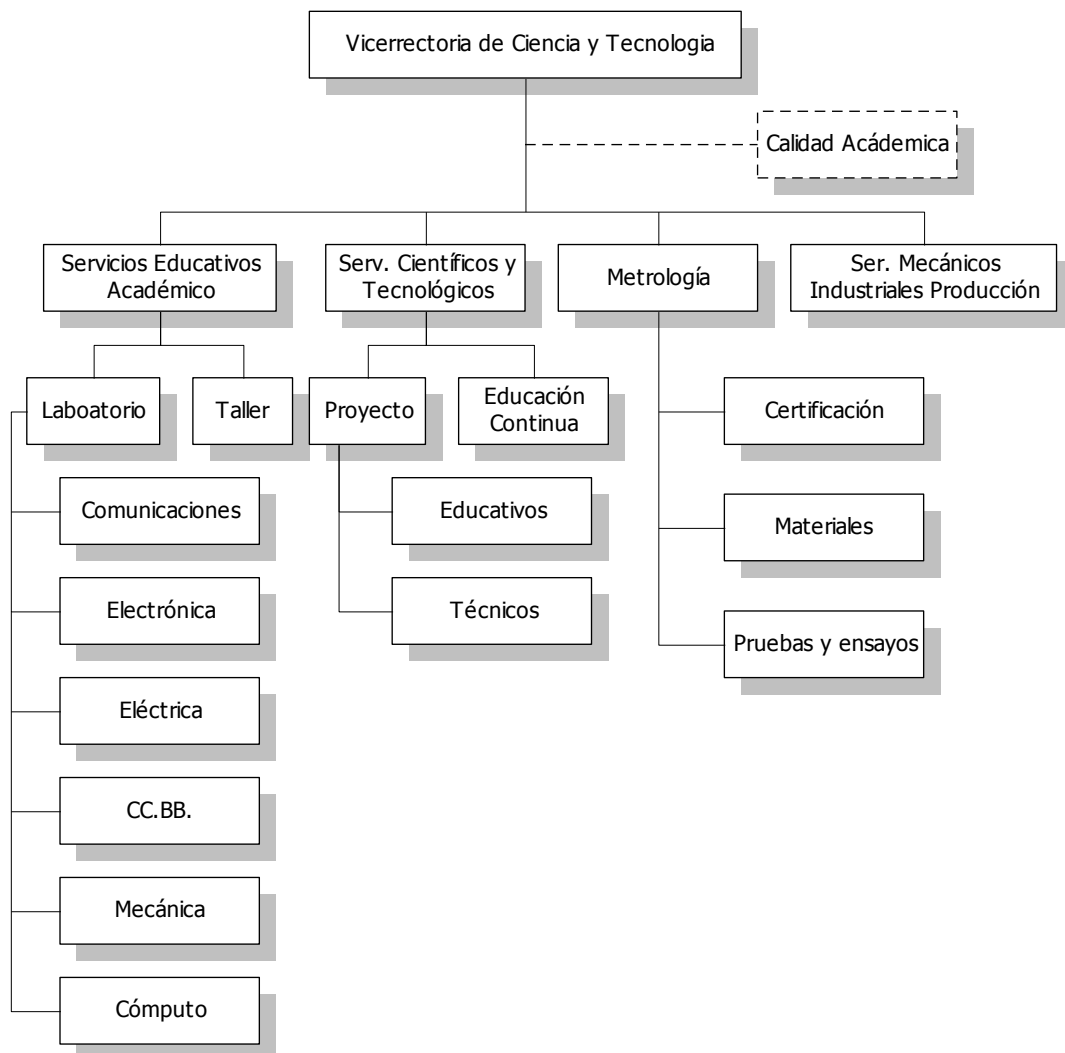 Vicerrectoria de Ciencia y Tecnologia
Calidad Acádemica
Servicios Educativos
Académico
Serv. Científicos y
Tecnológicos
Metrología
Ser. Mecánicos
Industriales Producción
Laboatorio
Taller
Proyecto
Educación
Continua
Certificación
Comunicaciones
Educativos
Materiales
Electrónica
Técnicos
Pruebas y ensayos
Eléctrica
CC.BB.
Mecánica
Cómputo